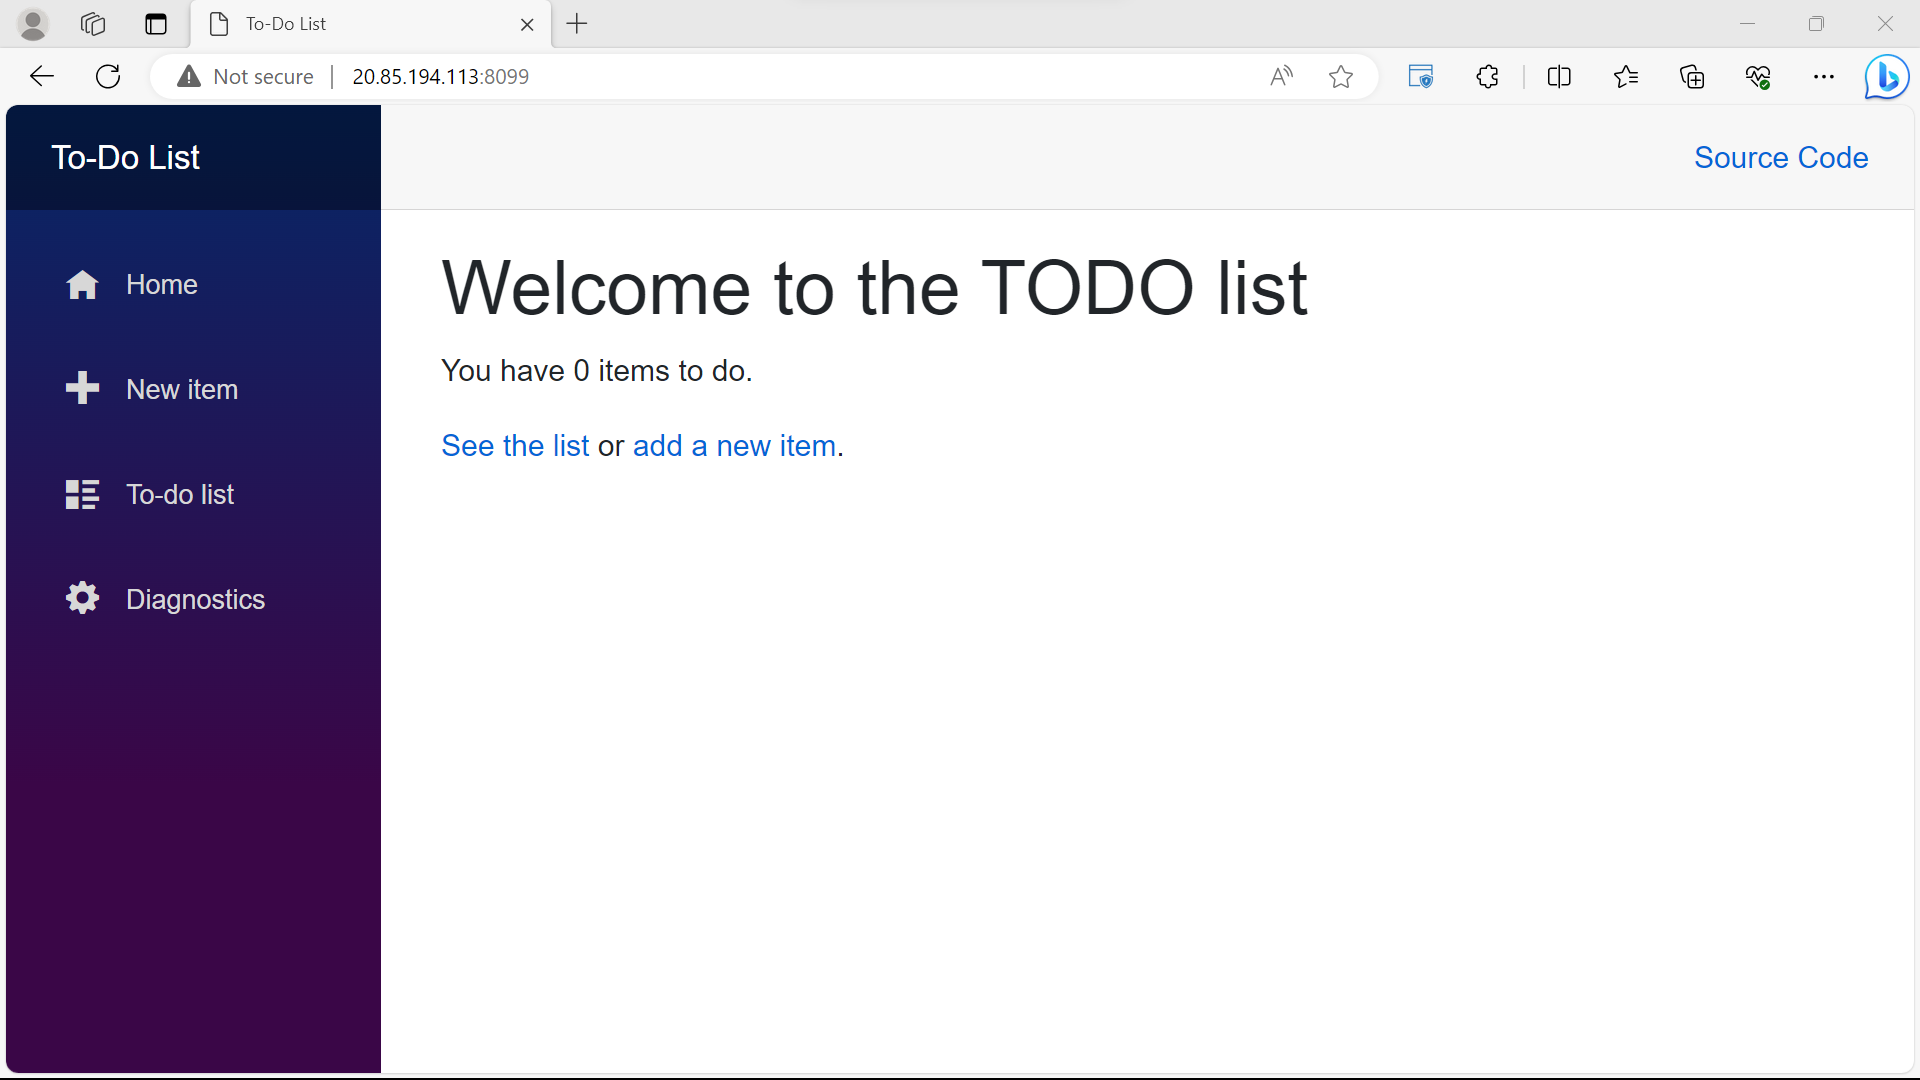 To-Do List
Not secure
20.85.194.113:8099
To-Do List
Source Code
Home
New item
To-do list
Diagnostics
Welcome to the TODO list
You have 0 items to do.
See the list or add a new item.